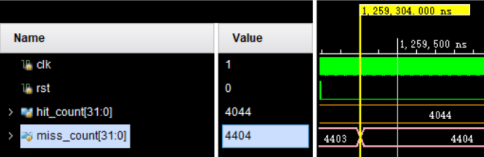 1,259,304.000 ns
Name Value
1,259,500 ns
clk 1
rst 0
hit_count[31:0] 4044 4044
miss_count[31:0] 4404 4403 4404